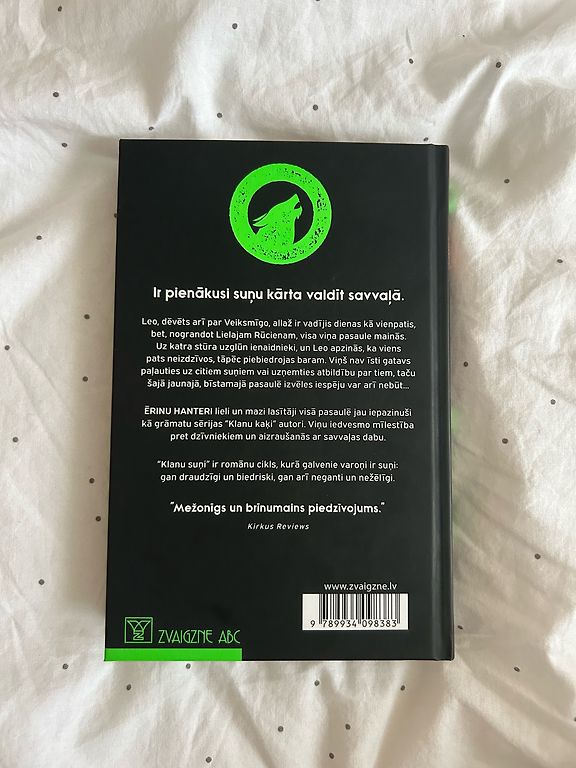 Ir pienākusi suņu kārta valdīt savvaļā.
Leo, dēvēts arī par Veiksmīgo, allaž ir vadījis dienas kā vienpatis,
bet, nograndot Lielajam Rūcienam, visa viņa pasaule mainās.
Uz katra stūra uzglūn ienaidnieki, un Leo apzinās, ka viens
pats neizdzīvos, tāpēc piebiedrojas baram. Viņš nav īsti gatavs
paļauties uz citiem suņiem vai uzņemties atbildību par tiem, taču
šajā jaunajā, bīstamajā pasaulē izvēles iespēju var arī nebūt...
ĒRINU HANTERI lieli un mazi lasītāji visā pasaulē jau iepazinuši
kā grāmatu sērijas "Klanu kaķi" autori. Viņu iedvesmo mīlestība
pret dzīvniekiem un aizraušanās ar savvaļas dabu.
"Klanu suņi" ir romānu cikls, kurā galvenie varoņi ir suņi:
gan draudzīgi un biedriski, gan arī neganti un nežēlīgi.
"Mežonīgs un brīnumains piedzīvojums."
Kirkus Reviews
www.zvaigzne.lv
9 789934 098383
ZVAIGZNE ABC